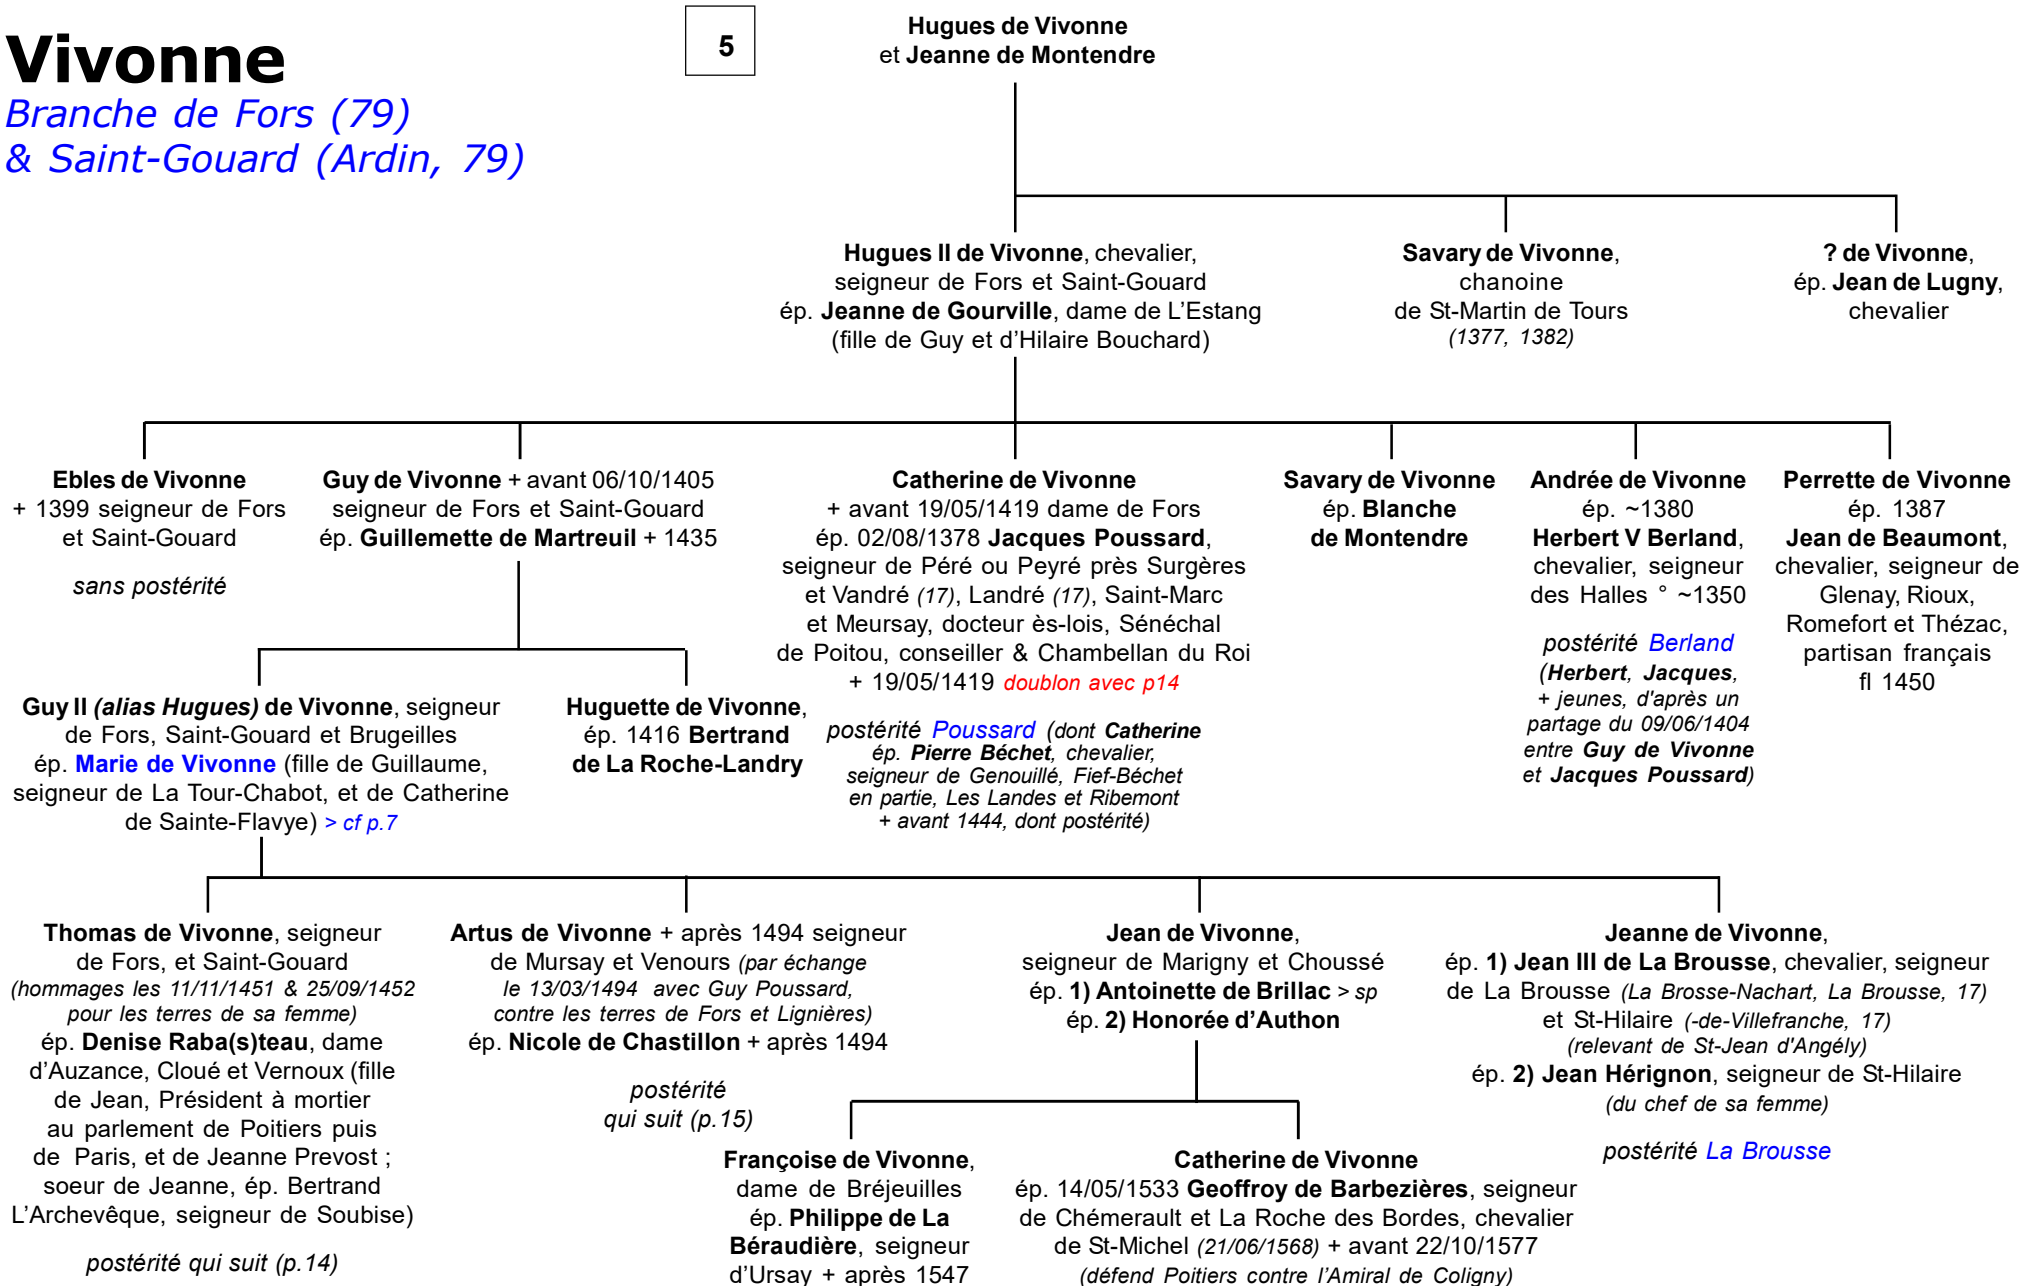 Vivonne
Branche de Fors (79)
& Saint-Gouard (Ardin, 79)
5
Hugues de Vivonne
et Jeanne de Montendre
Hugues II de Vivonne, chevalier,
seigneur de Fors et Saint-Gouard
ép. Jeanne de Gourville, dame de L'Estang
(fille de Guy et d'Hilaire Bouchard)
Savary de Vivonne,
chanoine
de St-Martin de Tours
(1377, 1382)
? de Vivonne,
ép. Jean de Lugny,
chevalier
Ebles de Vivonne
+ 1399 seigneur de Fors
et Saint-Gouard
sans postérité
Guy de Vivonne + avant 06/10/1405
seigneur de Fors et Saint-Gouard
ép. Guillemette de Martreuil + 1435
Catherine de Vivonne
+ avant 19/05/1419 dame de Fors
ép. 02/08/1378 Jacques Poussard,
seigneur de Péré ou Peyré près Surgères
et Vandré (17), Landré (17), Saint-Marc
et Meursay, docteur ès-lois, Sénéchal
de Poitou, conseiller & Chambellan du Roi
+ 19/05/1419 doublon avec p14
postérité Poussard (dont Catherine
ép. Pierre Béchet, chevalier,
seigneur de Genouillé, Fief-Béchet
en partie, Les Landes et Ribemont
+ avant 1444, dont postérité)
Savary de Vivonne
ép. Blanche
de Montendre
Andrée de Vivonne
ép. ~1380
Herbert V Berland,
chevalier, seigneur
des Halles ° ~1350
postérité Berland
(Herbert, Jacques,
+ jeunes, d'après un
partage du 09/06/1404
entre Guy de Vivonne
et Jacques Poussard)
Perrette de Vivonne
ép. 1387
Jean de Beaumont,
chevalier, seigneur de
Glenay, Rioux,
Romefort et Thézac,
partisan français
fl 1450
Guy II (alias Hugues) de Vivonne, seigneur
de Fors, Saint-Gouard et Brugeilles
ép. Marie de Vivonne (fille de Guillaume,
seigneur de La Tour-Chabot, et de Catherine
de Sainte-Flavye) > cf p.7
Huguette de Vivonne,
ép. 1416 Bertrand
de La Roche-Landry
Thomas de Vivonne, seigneur
de Fors, et Saint-Gouard
(hommages les 11/11/1451 & 25/09/1452
pour les terres de sa femme)
ép. Denise Raba(s)teau, dame
d'Auzance, Cloué et Vernoux (fille
de Jean, Président à mortier
au parlement de Poitiers puis
de Paris, et de Jeanne Prevost ;
soeur de Jeanne, ép. Bertrand
L'Archevêque, seigneur de Soubise)
postérité qui suit (p.14)
Artus de Vivonne + après 1494 seigneur
de Mursay et Venours (par échange
le 13/03/1494 avec Guy Poussard,
contre les terres de Fors et Lignières)
ép. Nicole de Chastillon + après 1494
postérité
qui suit (p.15)
Jean de Vivonne,
seigneur de Marigny et Choussé
ép. 1) Antoinette de Brillac > sp
ép. 2) Honorée d'Authon
Jeanne de Vivonne,
ép. 1) Jean III de La Brousse, chevalier, seigneur
de La Brousse (La Brosse-Nachart, La Brousse, 17)
et St-Hilaire (-de-Villefranche, 17)
(relevant de St-Jean d'Angély)
ép. 2) Jean Hérignon, seigneur de St-Hilaire
(du chef de sa femme)
postérité La Brousse
Françoise de Vivonne,
dame de Bréjeuilles
ép. Philippe de La
Béraudière, seigneur
d'Ursay + après 1547
Catherine de Vivonne
ép. 14/05/1533 Geoffroy de Barbezières, seigneur
de Chémerault et La Roche des Bordes, chevalier
de St-Michel (21/06/1568) + avant 22/10/1577
(défend Poitiers contre l'Amiral de Coligny)